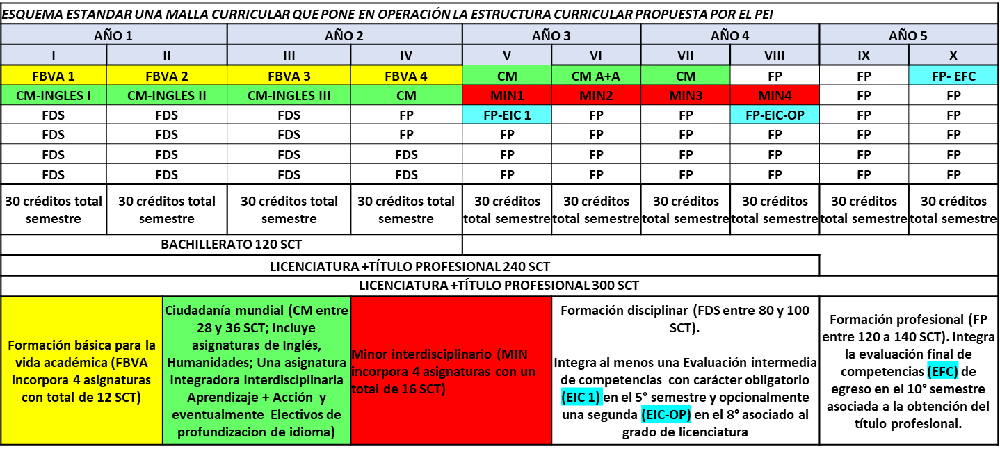 ESQUEMA ESTANDAR UNA MALLA CURRICULAR QUE PONE EN OPERACIÓN LA ESTRUCTURA CURRICULAR PROPUESTA POR EL PEI
AÑO 1 AÑO 2 AÑO 3 AÑO 4 AÑO 5
I II III IV V VI VII VIII IX X
FBVA 1 FBVA 2 FBVA 3 FBVA 4 CM CM A+A CM FP FP FP- EFC
CM-INGLES I CM-INGLES II CM-INGLES III CM MIN1 MIN2 MIN3 MIN4 FP FP
FDS FDS FDS FP FP-EIC 1 FP FP FP-EIC-OP FP FP
FDS FDS FDS FP FP FP FP FP FP FP
FDS FDS FDS FDS FP FP FP FP FP FP
FDS FDS FDS FDS FP FP FP FP FP FP
30 créditos total semestre
30 créditos total semestre
30 créditos total semestre
30 créditos total semestre
30 créditos total semestre
30 créditos total semestre
30 créditos total semestre
30 créditos total semestre
30 créditos total semestre
30 créditos total semestre
BACHILLERATO 120 SCT
LICENCIATURA +TÍTULO PROFESIONAL 240 SCT
LICENCIATURA +TÍTULO PROFESIONAL 300 SCT
Formación básica para la
vida académica (FBVA
incorpora 4 asignaturas
con total de 12 SCT)
Ciudadanía mundial (CM entre
28 y 36 SCT; Incluye
asignaturas de Inglés,
Humanidades; Una asignatura
Integradora Interdisciplinaria
Aprendizaje + Acción y
eventualmente Electivos de
profundizacion de idioma)
Minor interdisciplinario (MIN
incorpora 4 asignaturas con un
total de 16 SCT)
Formación disciplinar (FDS entre 80 y 100
SCT).
Integra al menos una Evaluación intermedia
de competencias con carácter obligatorio
(EIC 1) en el 5° semestre y opcionalmente
una segunda (EIC-OP) en el 8° asociado al
grado de licenciatura
Formación profesional (FP
entre 120 a 140 SCT). Integra
la evaluación final de
competencias (EFC) de
egreso en el 10° semestre
asociada a la obtención del
título profesional.